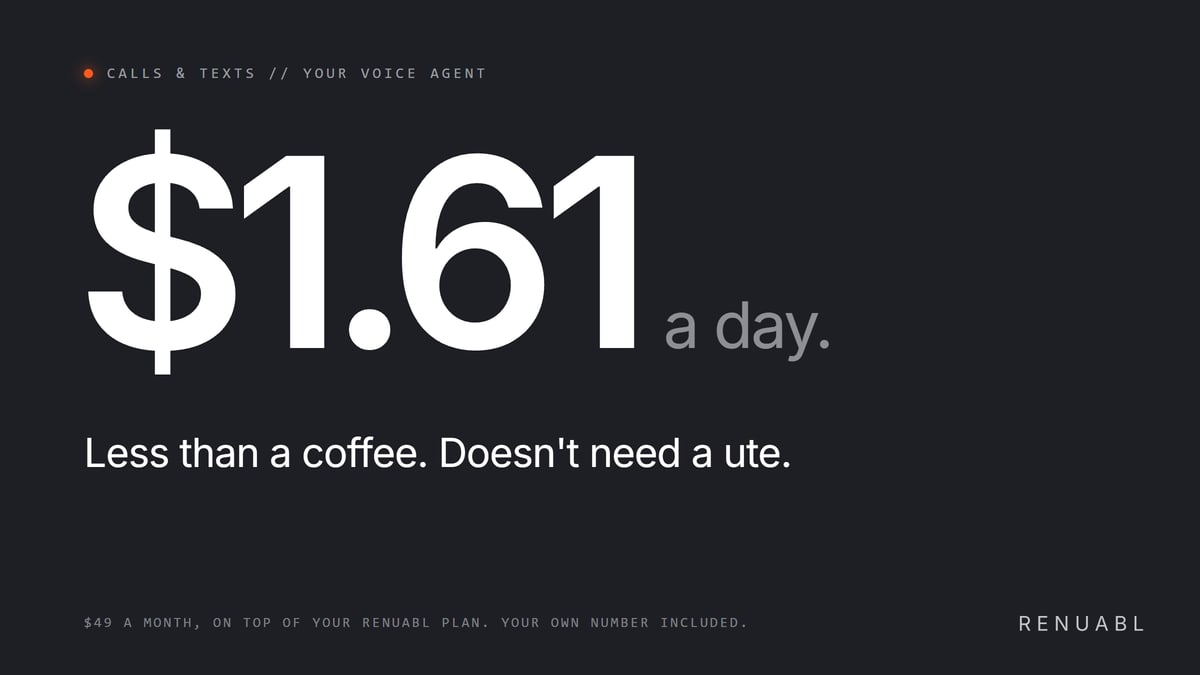 CALLS & TEXTS // YOUR VOICE AGENT
$1.61 a day.
Less than a coffee. Doesn't need a ute.
$49 A MONTH, ON TOP OF YOUR RENUABL PLAN. YOUR OWN NUMBER INCLUDED.
RENUABL